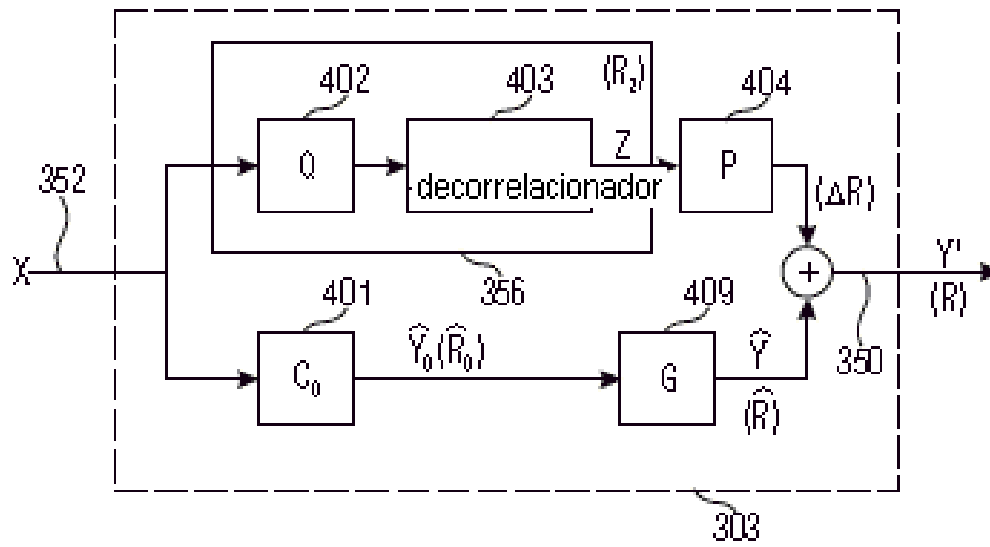 402
403
(R₂)
404
Q
decorrelacionador
Z
P
352
(ΔR)
X
356
+
Y'
(R)
401
409
350
C₀
Ŷ₀(R̂₀)
G
Ŷ
(R̂)
303